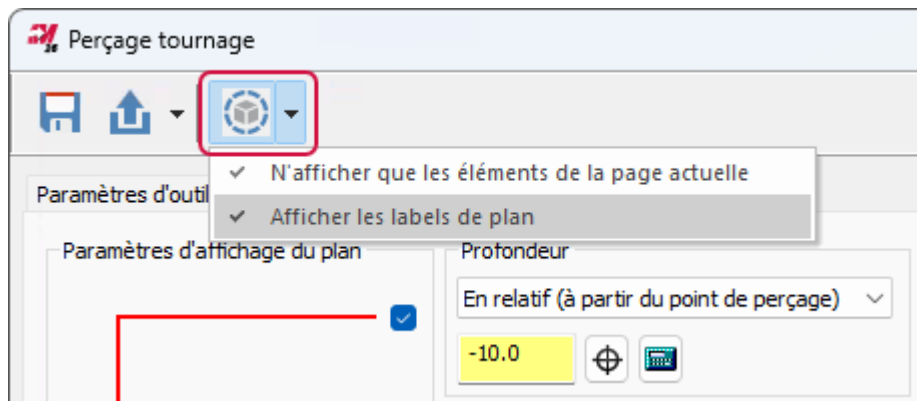 Perçage tournage
N'afficher que les éléments de la page actuelle
Paramètres d'outil
Afficher les labels de plan
Paramètres d'affichage du plan
Profondeur
En relatif (à partir du point de perçage)
-10.0